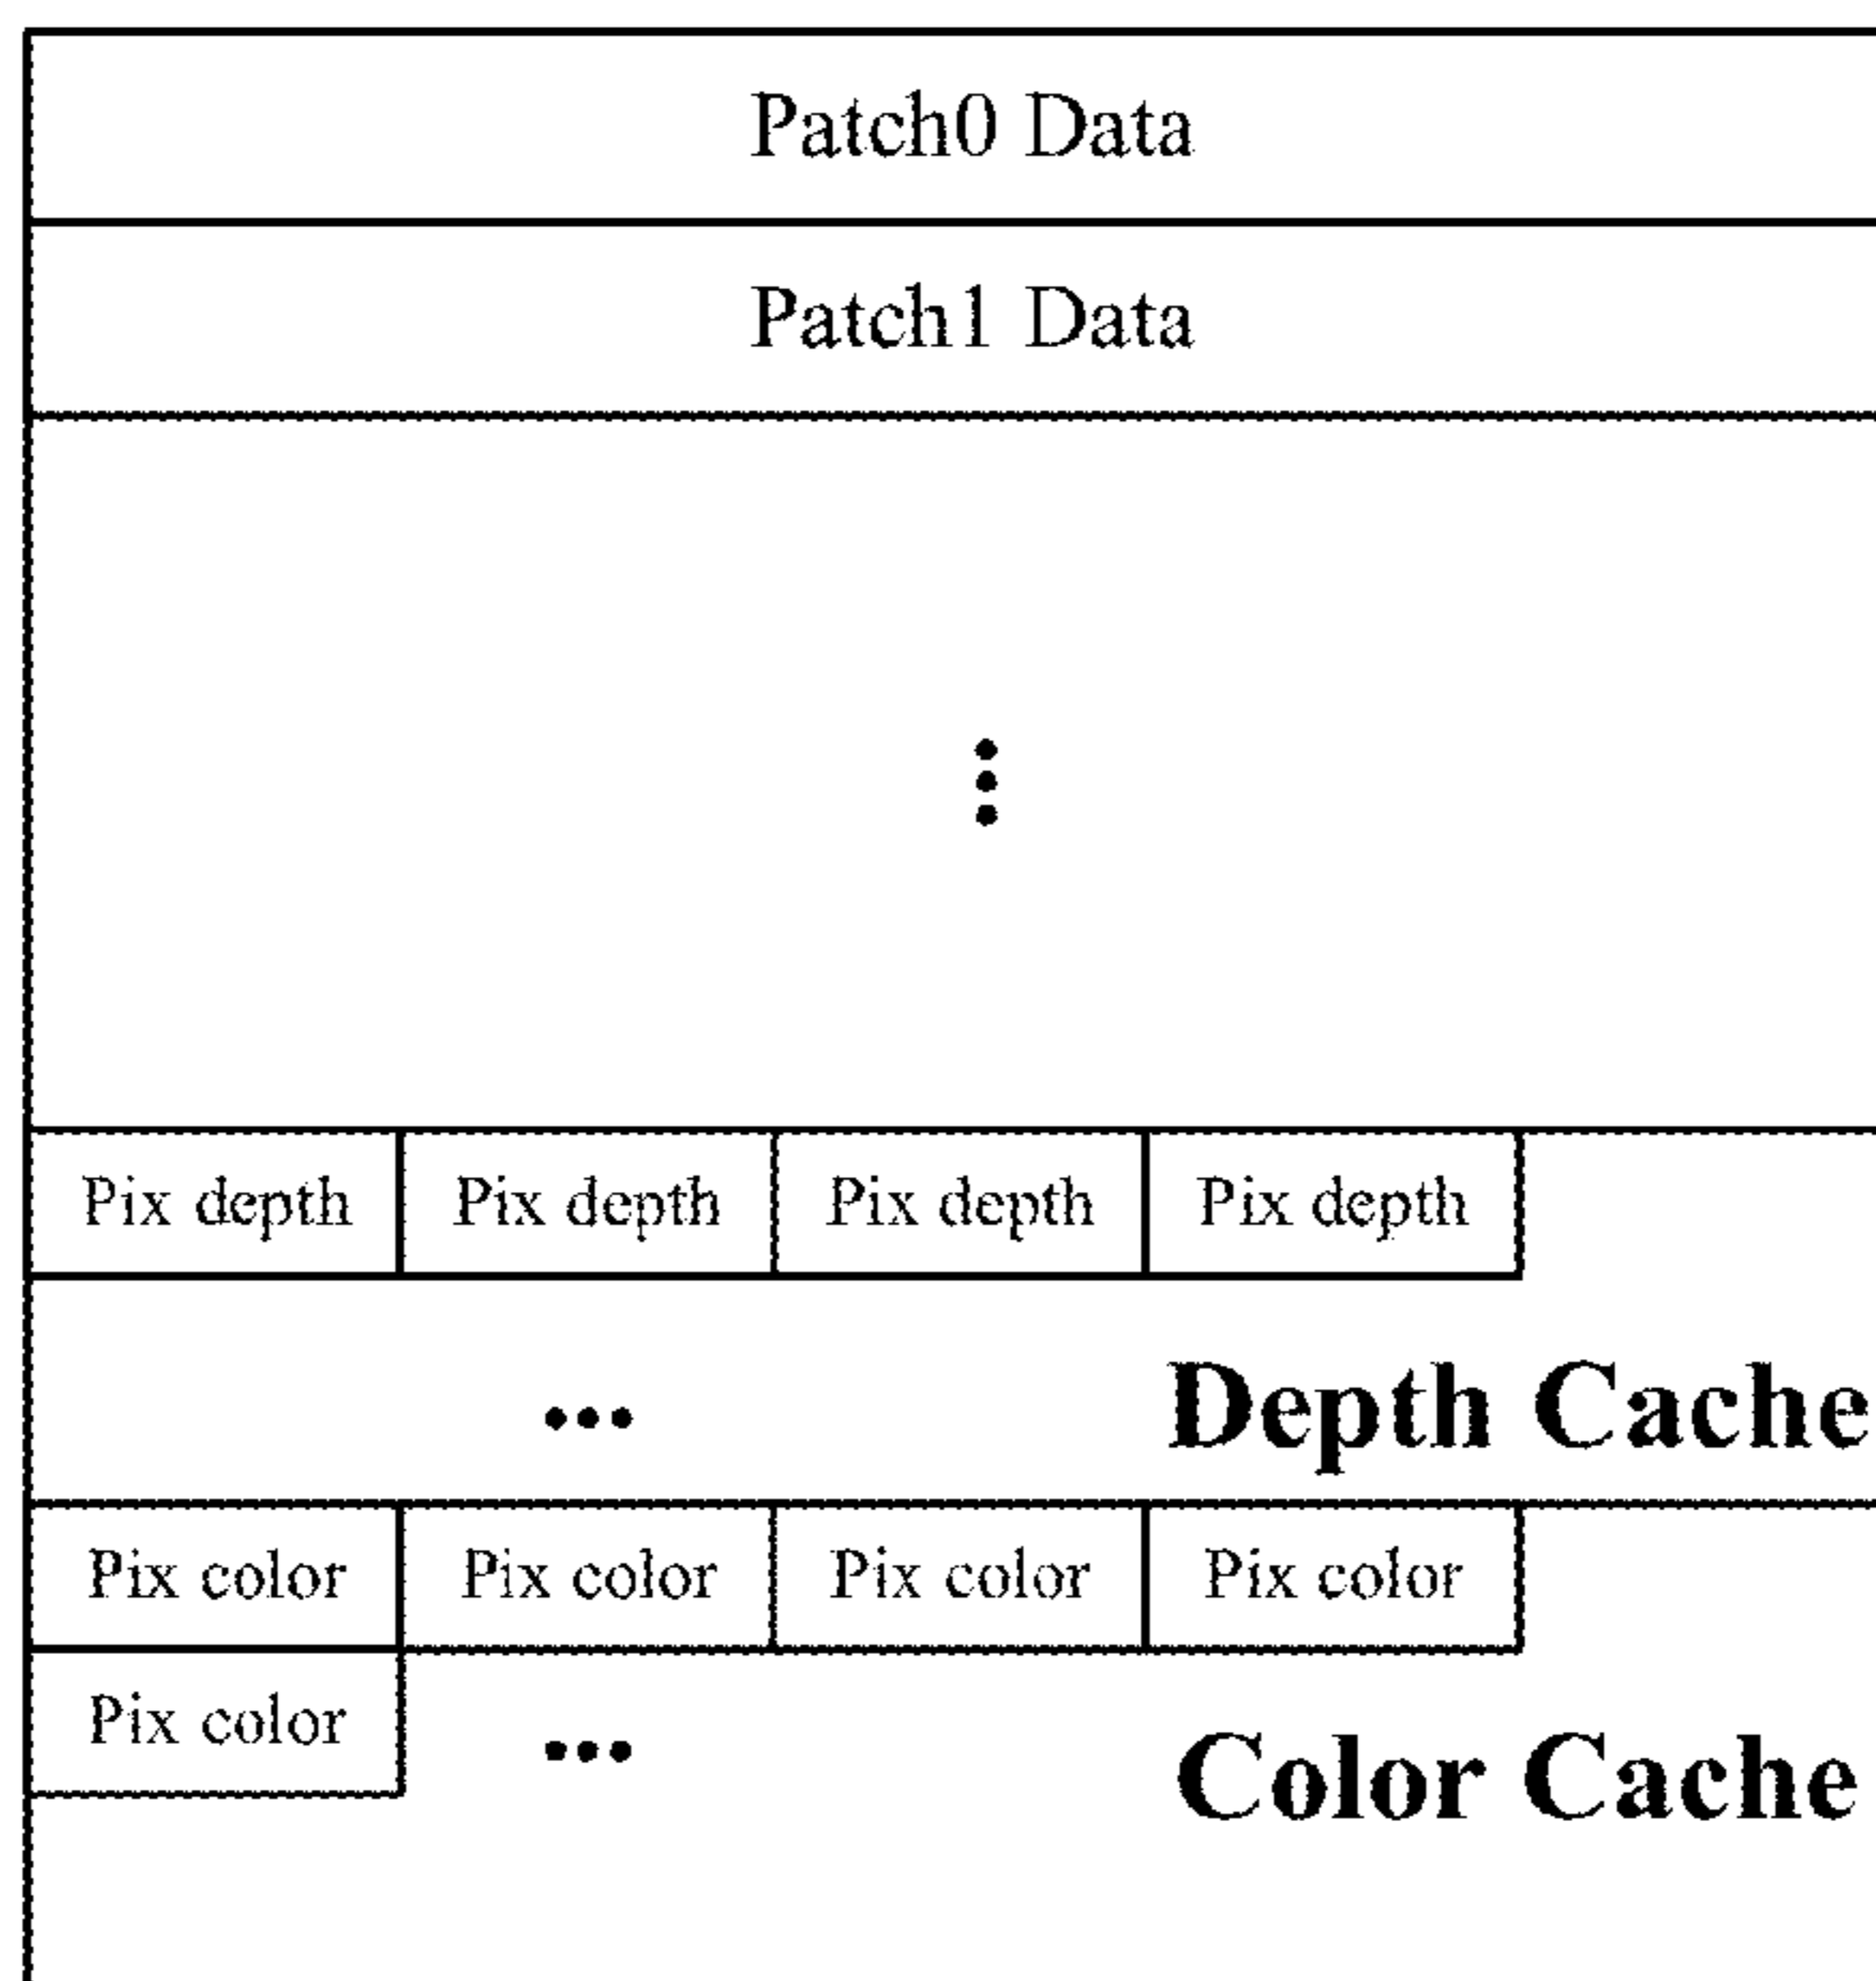 Patch0 Data
Patch1 Data
Pix depth Pix depth Pix depth Pix depth
... Depth Cache
Pix color Pix color Pix color Pix color
Pix color ... Color Cache